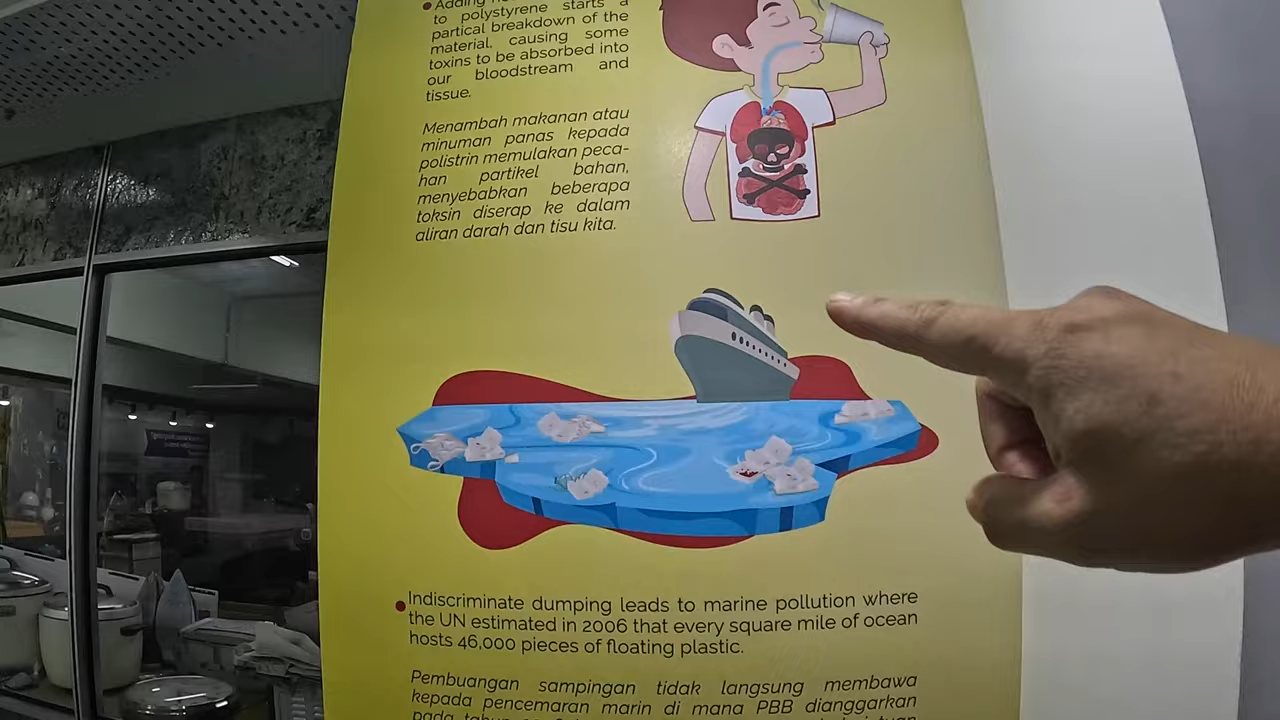 Adding
to polystyrene starts a
partical breakdown of the
material, causing some
toxins to be absorbed into
our bloodstream and
tissue.
Menambah makanan atau
minuman panas kepada
polistrin memulakan peca-
han partikel bahan,
menyebabkan beberapa
toksin diserap ke dalam
aliran darah dan tisu kita.
Indiscriminate dumping leads to marine pollution where
the UN estimated in 2006 that every square mile of ocean
hosts 46,000 pieces of floating plastic.
Pembuangan sampingan tidak langsung membawa
kepada pencemaran marin di mana PBB dianggarkan
pada